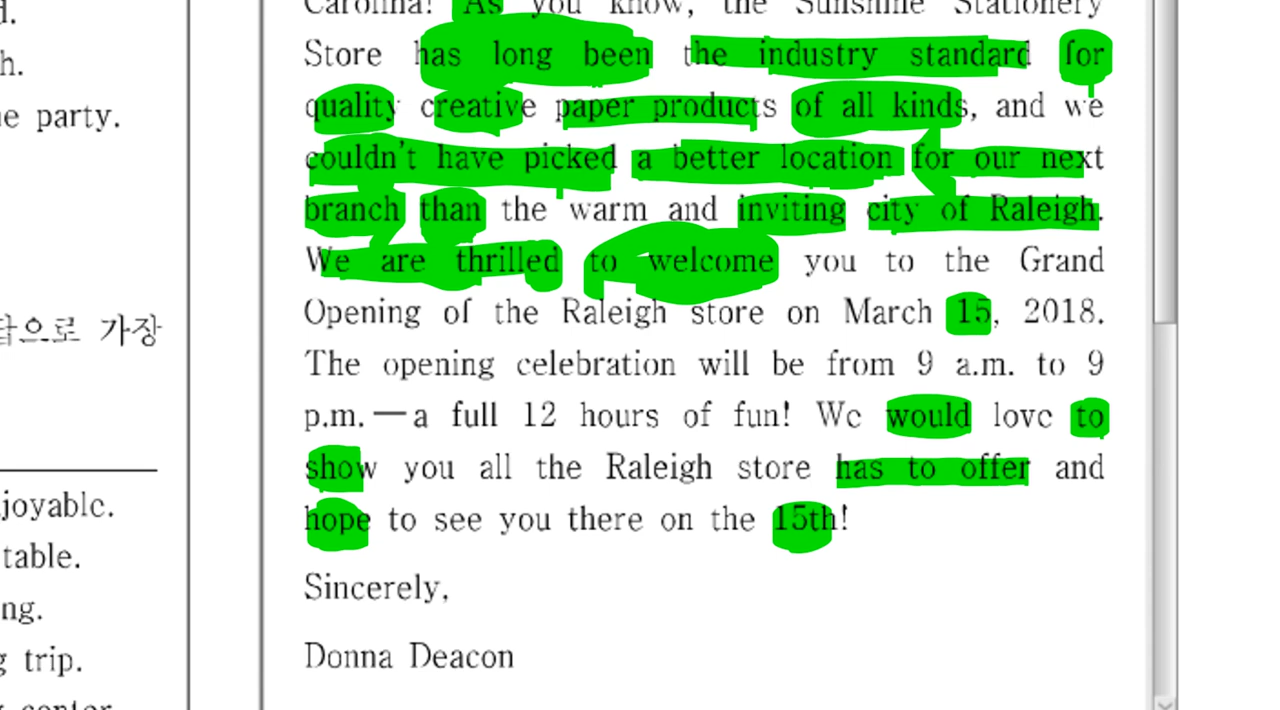 d.
h.
e party.
답으로 가장
joyable.
table.
ng.
g trip.
center
Carolina! As you know, the Sunshine Stationery
Store has long been the industry standard for
quality creative paper products of all kinds, and we
couldn't have picked a better location for our next
branch than the warm and inviting city of Raleigh.
We are thrilled to welcome you to the Grand
Opening of the Raleigh store on March 15, 2018.
The opening celebration will be from 9 a.m. to 9
p.m.—a full 12 hours of fun! We would love to
show you all the Raleigh store has to offer and
hope to see you there on the 15th!
Sincerely,
Donna Deacon